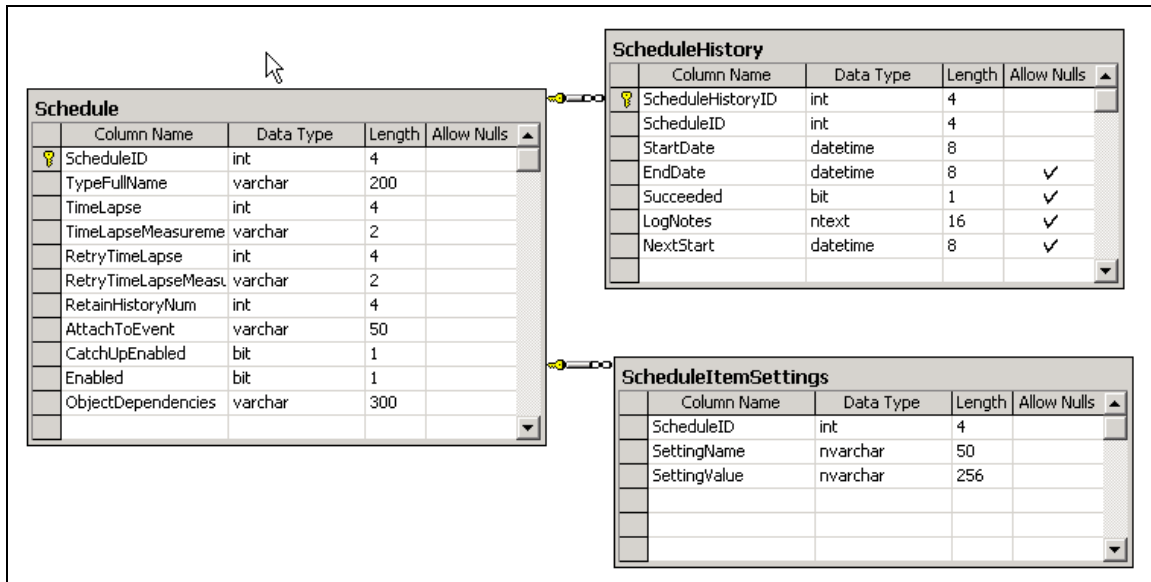 ScheduleHistory
Column Name Data Type Length Allow Nulls
ScheduleHistoryID int 4
ScheduleID int 4
StartDate datetime 8
EndDate datetime 8 ✓
Succeeded bit 1 ✓
LogNotes ntext 16 ✓
NextStart datetime 8 ✓
Schedule
Column Name Data Type Length Allow Nulls
ScheduleID int 4
TypeFullName varchar 200
TimeLapse int 4
TimeLapseMeasureme varchar 2
RetryTimeLapse int 4
RetryTimeLapseMeasu varchar 2
RetainHistoryNum int 4
AttachToEvent varchar 50
CatchUpEnabled bit 1
Enabled bit 1
ObjectDependencies varchar 300
ScheduleItemSettings
Column Name Data Type Length Allow Nulls
ScheduleID int 4
SettingName nvarchar 50
SettingValue nvarchar 256